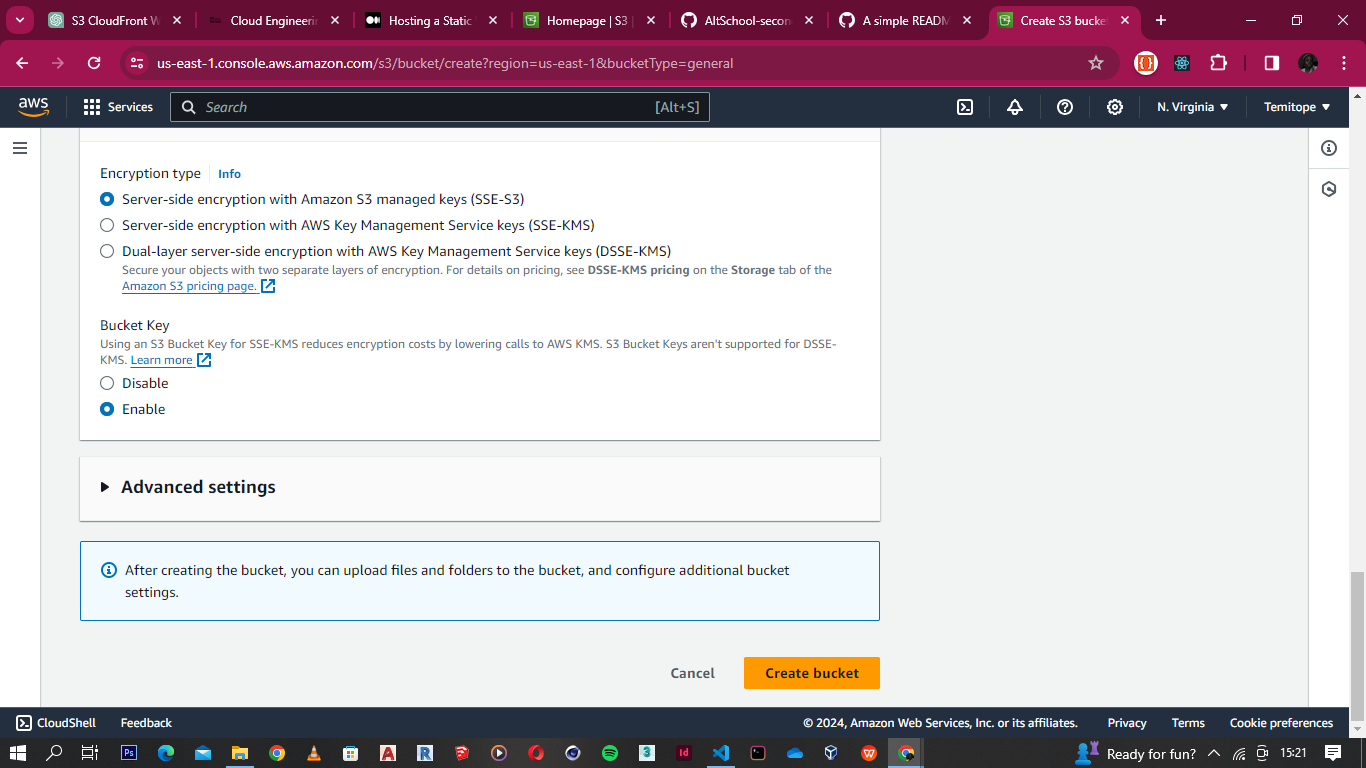 S3 CloudFront W
Cloud Engineerin
Hosting a Static
Homepage | S3 |
AltSchool-secon
A simple READM
Create S3 bucke
us-east-1.console.aws.amazon.com/s3/bucket/create?region=us-east-1&bucketType=general
aws
Services
Search
[Alt+S]
N. Virginia
Temitope
Encryption type
Info
Server-side encryption with Amazon S3 managed keys (SSE-S3)
Server-side encryption with AWS Key Management Service keys (SSE-KMS)
Dual-layer server-side encryption with AWS Key Management Service keys (DSSE-KMS)
Secure your objects with two separate layers of encryption. For details on pricing, see DSSE-KMS pricing on the Storage tab of the
Amazon S3 pricing page.
Bucket Key
Using an S3 Bucket Key for SSE-KMS reduces encryption costs by lowering calls to AWS KMS. S3 Bucket Keys aren't supported for DSSE-
KMS. Learn more
Disable
Enable
Advanced settings
After creating the bucket, you can upload files and folders to the bucket, and configure additional bucket
settings.
Cancel
Create bucket
CloudShell
Feedback
© 2024, Amazon Web Services, Inc. or its affiliates.
Privacy
Terms
Cookie preferences
Ps
A
R
3
Id
W
Ready for fun?
15:21